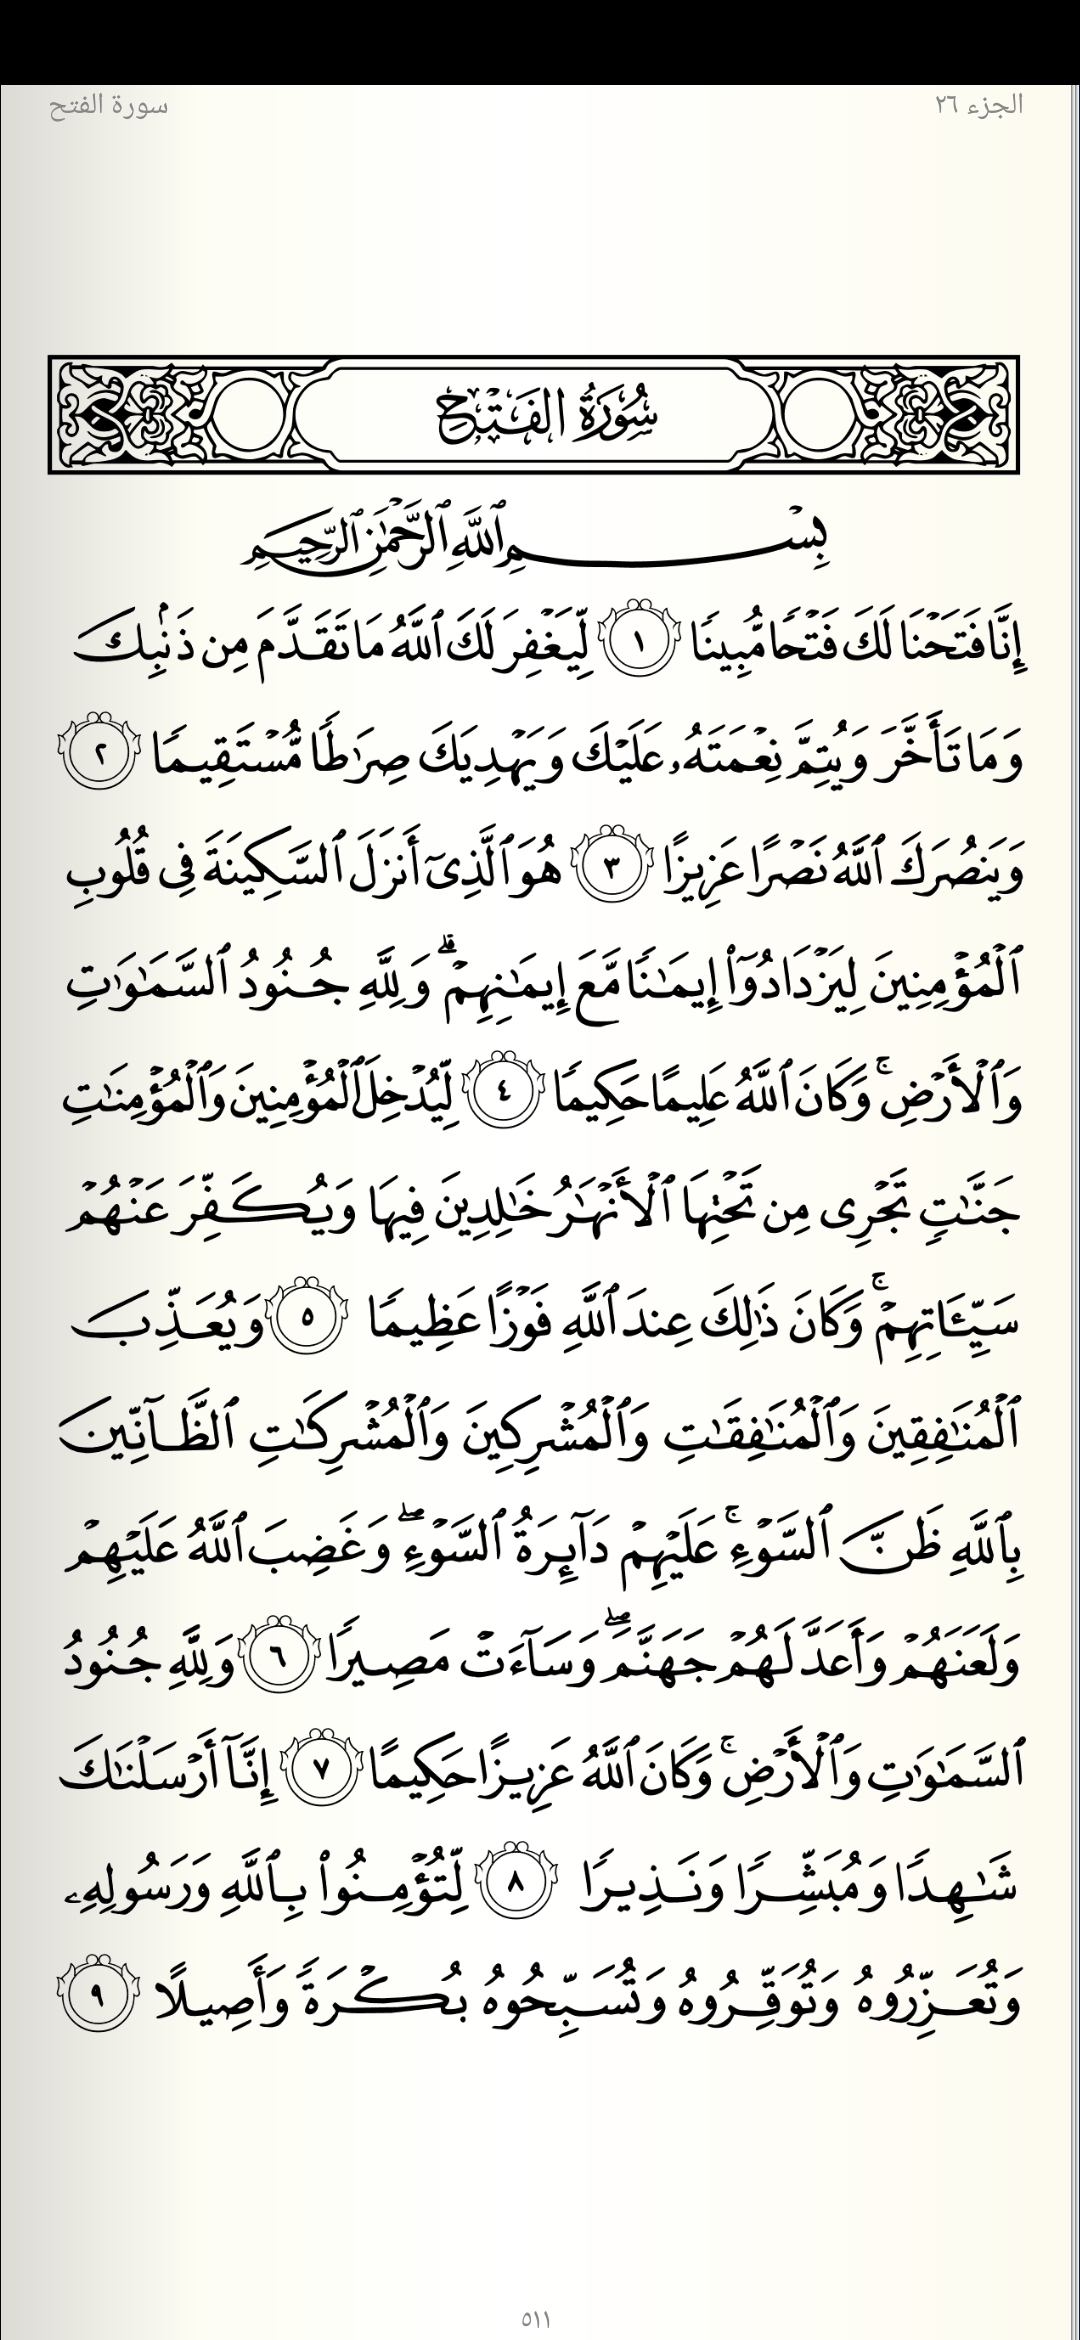 الجزء ٢٦
سورة الفتح
سُورَةُ الفَتْحِ
بِسْمِ ٱللَّهِ ٱلرَّحْمَٰنِ ٱلرَّحِيمِ
إِنَّا فَتَحْنَا لَكَ فَتْحًا مُّبِينًا ١ لِّيَغْفِرَ لَكَ ٱللَّهُ مَا تَقَدَّمَ مِن ذَنۢبِكَ
وَمَا تَأَخَّرَ وَيُتِمَّ نِعْمَتَهُۥ عَلَيْكَ وَيَهْدِيَكَ صِرَٰطًا مُّسْتَقِيمًا ٢
وَيَنصُرَكَ ٱللَّهُ نَصْرًا عَزِيزًا ٣ هُوَ ٱلَّذِىٓ أَنزَلَ ٱلسَّكِينَةَ فِى قُلُوبِ
ٱلْمُؤْمِنِينَ لِيَزْدَادُوٓا۟ إِيمَٰنًا مَّعَ إِيمَٰنِهِمْ ۗ وَلِلَّهِ جُنُودُ ٱلسَّمَٰوَٰتِ
وَٱلْأَرْضِ ۚ وَكَانَ ٱللَّهُ عَلِيمًا حَكِيمًا ٤ لِّيُدْخِلَ ٱلْمُؤْمِنِينَ وَٱلْمُؤْمِنَٰتِ
جَنَّٰتٍ تَجْرِى مِن تَحْتِهَا ٱلْأَنْهَٰرُ خَٰلِدِينَ فِيهَا وَيُكَفِّرَ عَنْهُمْ
سَيِّـَٔاتِهِمْ ۚ وَكَانَ ذَٰلِكَ عِندَ ٱللَّهِ فَوْزًا عَظِيمًا ٥ وَيُعَذِّبَ
ٱلْمُنَٰفِقِينَ وَٱلْمُنَٰفِقَٰتِ وَٱلْمُشْرِكِينَ وَٱلْمُشْرِكَٰتِ ٱلظَّآنِّينَ
بِٱللَّهِ ظَنَّ ٱلسَّوْءِ ۚ عَلَيْهِمْ دَآئِرَةُ ٱلسَّوْءِ ۖ وَغَضِبَ ٱللَّهُ عَلَيْهِمْ
وَلَعَنَهُمْ وَأَعَدَّ لَهُمْ جَهَنَّمَ ۖ وَسَآءَتْ مَصِيرًا ٦ وَلِلَّهِ جُنُودُ
ٱلسَّمَٰوَٰتِ وَٱلْأَرْضِ ۚ وَكَانَ ٱللَّهُ عَزِيزًا حَكِيمًا ٧ إِنَّآ أَرْسَلْنَٰكَ
شَٰهِدًا وَمُبَشِّرًا وَنَذِيرًا ٨ لِّتُؤْمِنُوا۟ بِٱللَّهِ وَرَسُولِهِۦ
وَتُعَزِّرُوهُ وَتُوَقِّرُوهُ وَتُسَبِّحُوهُ بُكْرَةً وَأَصِيلًا ٩
٥١١